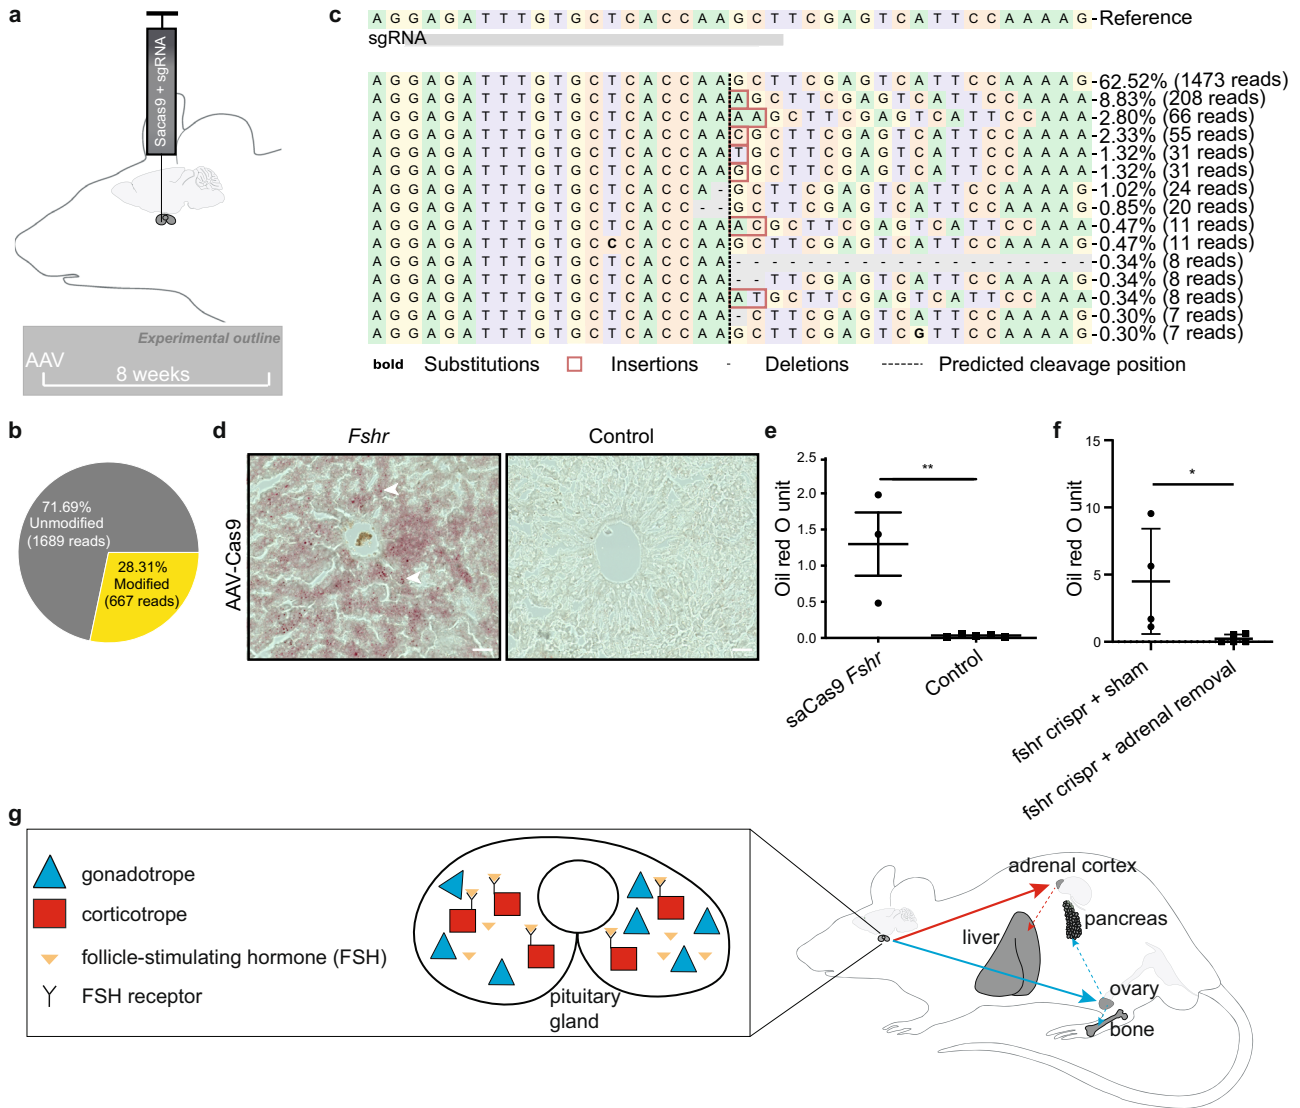 a
Sacas9 + sgRNA
Experimental outline
AAV
8 weeks
b
71.69%
Unmodified
(1689 reads)
28.31%
Modified
(667 reads)
c
A G G A G A T T T G T G C T C A C C A A G C T T C G A G T C A T T C C A A A A G -Reference
sgRNA
A G G A G A T T T G T G C T C A C C A A G C T T C G A G T C A T T C C A A A A G -62.52% (1473 reads)
A G G A G A T T T G T G C T C A C C A A A G C T T C G A G T C A T T C C A A A A -8.83% (208 reads)
A G G A G A T T T G T G C T C A C C A A A A G C T T C G A G T C A T T C C A A A -2.80% (66 reads)
A G G A G A T T T G T G C T C A C C A A C G C T T C G A G T C A T T C C A A A A -2.33% (55 reads)
A G G A G A T T T G T G C T C A C C A A T G C T T C G A G T C A T T C C A A A A -1.32% (31 reads)
A G G A G A T T T G T G C T C A C C A A G G C T T C G A G T C A T T C C A A A A -1.32% (31 reads)
A G G A G A T T T G T G C T C A C C A - G C T T C G A G T C A T T C C A A A A G -1.02% (24 reads)
A G G A G A T T T G T G C T C A C C - - G C T T C G A G T C A T T C C A A A A G -0.85% (20 reads)
A G G A G A T T T G T G C T C A C C A A A C G C T T C G A G T C A T T C C A A A -0.47% (11 reads)
A G G A G A T T T G T G C C C A C C A A G C T T C G A G T C A T T C C A A A A G -0.47% (11 reads)
A G G A G A T T T G T G C T C A C C A A - - - - - - - - - - - - - - - - - - - - -0.34% (8 reads)
A G G A G A T T T G T G C T C A C C A A - - T T C G A G T C A T T C C A A A A G -0.34% (8 reads)
A G G A G A T T T G T G C T C A C C A A A T G C T T C G A G T C A T T C C A A A -0.34% (8 reads)
A G G A G A T T T G T G C T C A C C A A - C T T C G A G T C A T T C C A A A A G -0.30% (7 reads)
A G G A G A T T T G T G C T C A C C A A G C T T C G A G T C G T T C C A A A A G -0.30% (7 reads)
bold Substitutions Insertions - Deletions Predicted cleavage position
d
Fshr
Control
AAV-Cas9
e
Oil red O unit
2.5
2.0
1.5
1.0
0.5
0.0
**
saCas9 Fshr
Control
f
Oil red O unit
15
10
5
0
*
fshr crispr + sham
fshr crispr + adrenal removal
g
gonadotrope
corticotrope
follicle-stimulating hormone (FSH)
FSH receptor
pituitary
gland
adrenal cortex
pancreas
liver
ovary
bone